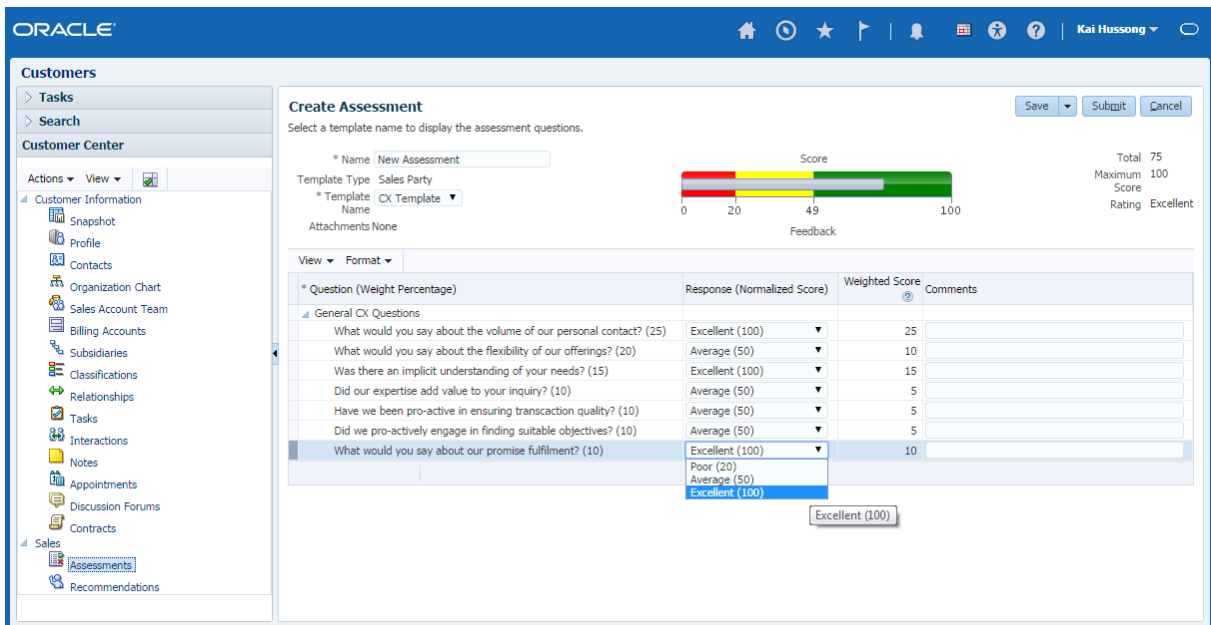 ORACLE
Kai Hussong
Customers
Tasks
Search
Customer Center
Actions View
Customer Information
Snapshot
Profile
Contacts
Organization Chart
Sales Account Team
Billing Accounts
Subsidiaries
Classifications
Relationships
Tasks
Interactions
Notes
Appointments
Discussion Forums
Contracts
Sales
Assessments
Recommendations
Create Assessment
Save Submit Cancel
Select a template name to display the assessment questions.
* Name New Assessment
Template Type Sales Party
* Template Name CX Template
Attachments None
Score
0 20 49 100
Feedback
Total 75
Maximum Score 100
Rating Excellent
View Format
* Question (Weight Percentage) Response (Normalized Score) Weighted Score Comments
General CX Questions
What would you say about the volume of our personal contact? (25) Excellent (100) 25
What would you say about the flexibility of our offerings? (20) Average (50) 10
Was there an implicit understanding of your needs? (15) Excellent (100) 15
Did our expertise add value to your inquiry? (10) Average (50) 5
Have we been pro-active in ensuring transcaction quality? (10) Average (50) 5
Did we pro-actively engage in finding suitable objectives? (10) Average (50) 5
What would you say about our promise fulfilment? (10) Excellent (100) 10
Poor (20)
Average (50)
Excellent (100)
Excellent (100)